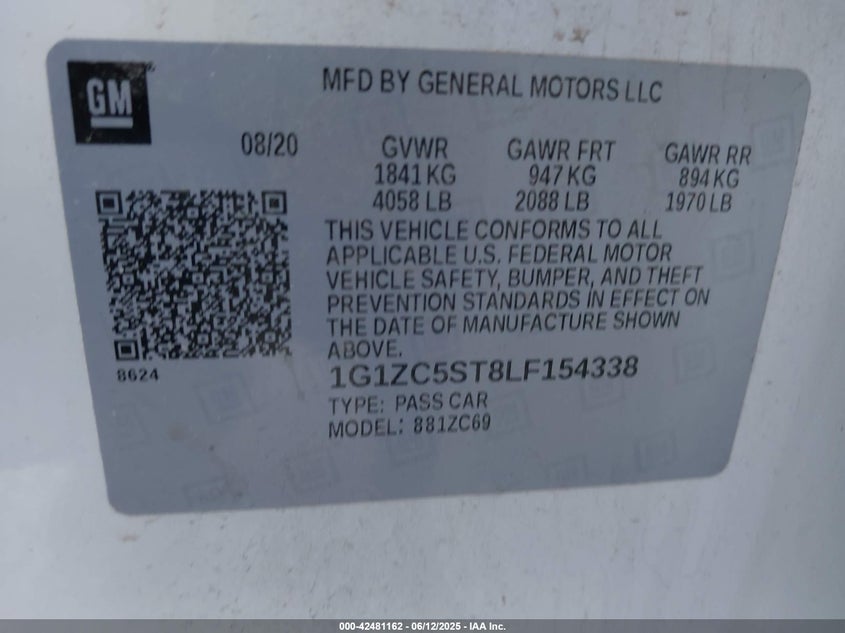 GM
MFD BY GENERAL MOTORS LLC
08/20 GVWR GAWR FRT GAWR RR
1841 KG 947 KG 894 KG
4058 LB 2088 LB 1970 LB
THIS VEHICLE CONFORMS TO ALL
APPLICABLE U.S. FEDERAL MOTOR
VEHICLE SAFETY, BUMPER, AND THEFT
PREVENTION STANDARDS IN EFFECT ON
THE DATE OF MANUFACTURE SHOWN
ABOVE.
8624
1G1ZC5ST8LF154338
TYPE: PASS CAR
MODEL: 881ZC69
000-42481162 - 06/12/2025 - IAA Inc.